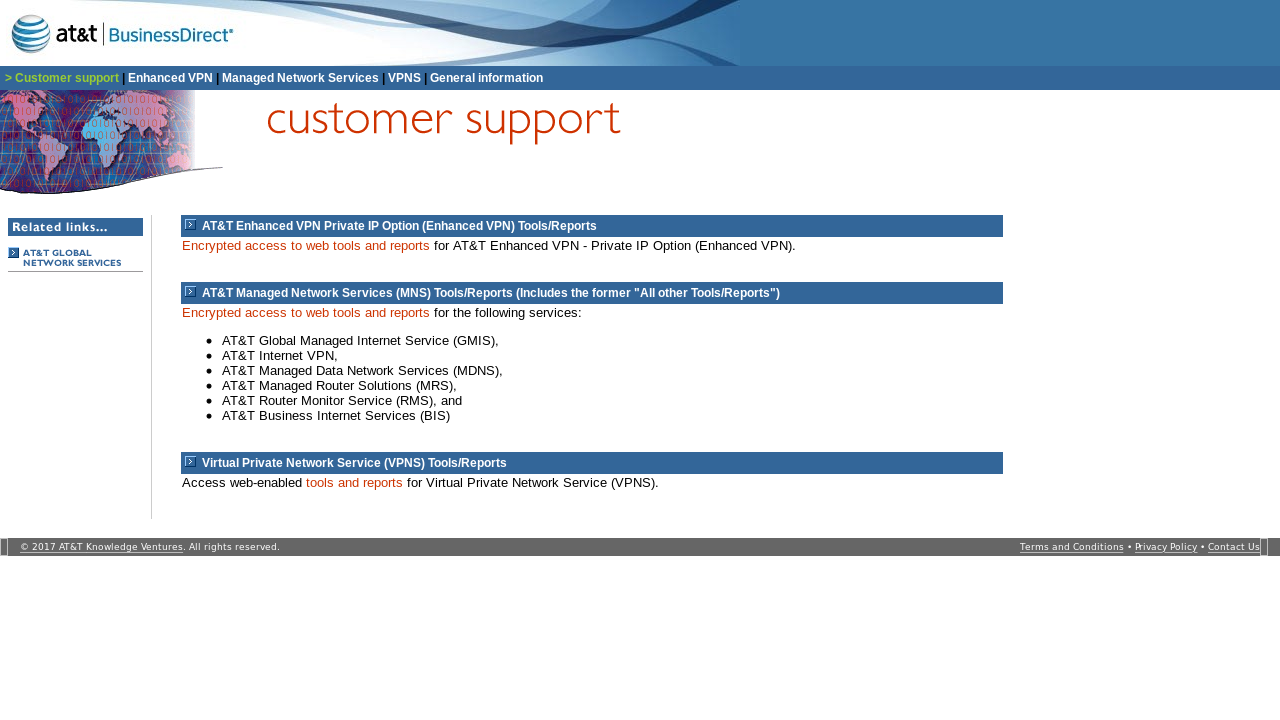 at&t | BusinessDirect®
> Customer support | Enhanced VPN | Managed Network Services | VPNS | General information
customer support
Related links...
AT&T GLOBAL
NETWORK SERVICES
AT&T Enhanced VPN Private IP Option (Enhanced VPN) Tools/Reports
Encrypted access to web tools and reports for AT&T Enhanced VPN - Private IP Option (Enhanced VPN).
AT&T Managed Network Services (MNS) Tools/Reports (Includes the former "All other Tools/Reports")
Encrypted access to web tools and reports for the following services:
• AT&T Global Managed Internet Service (GMIS),
• AT&T Internet VPN,
• AT&T Managed Data Network Services (MDNS),
• AT&T Managed Router Solutions (MRS),
• AT&T Router Monitor Service (RMS), and
• AT&T Business Internet Services (BIS)
Virtual Private Network Service (VPNS) Tools/Reports
Access web-enabled tools and reports for Virtual Private Network Service (VPNS).
© 2017 AT&T Knowledge Ventures. All rights reserved.
Terms and Conditions • Privacy Policy • Contact Us